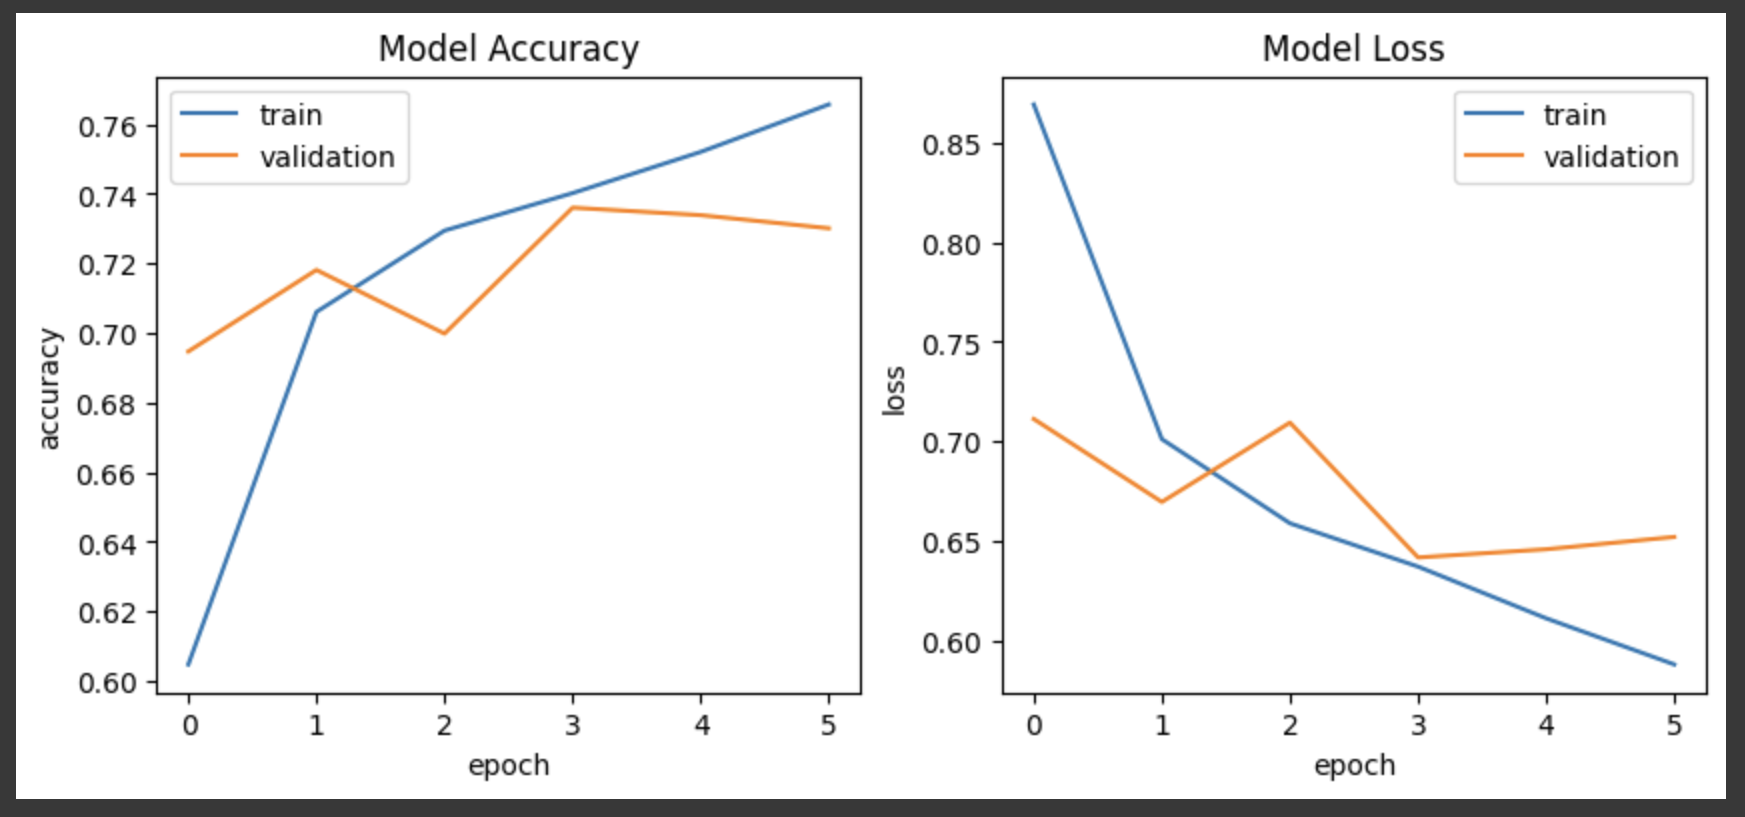 Model Accuracy
train
validation
0.76
0.74
0.72
0.70
0.68
0.66
0.64
0.62
0.60
accuracy
0 1 2 3 4 5
epoch
Model Loss
train
validation
0.85
0.80
0.75
0.70
0.65
0.60
loss
0 1 2 3 4 5
epoch